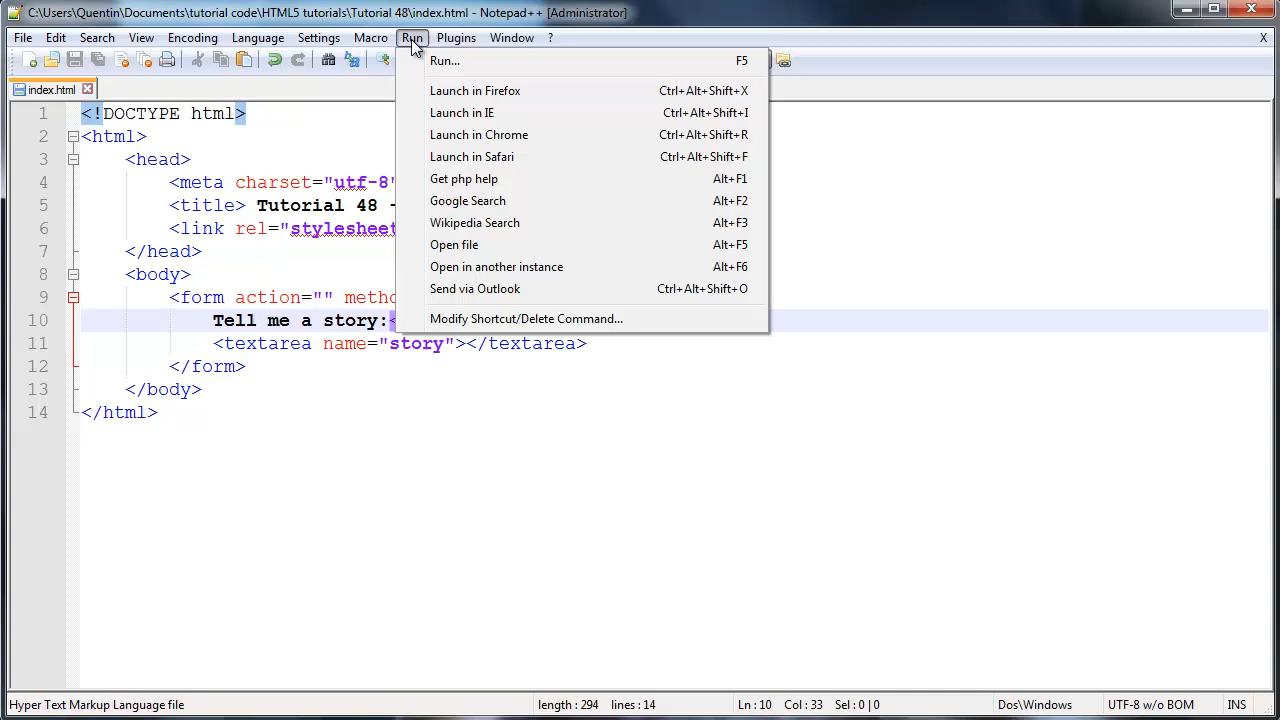 C:\Users\Quentin\Documents\tutorial code\HTML5 tutorials\Tutorial 48\index.html - Notepad++ [Administrator]
File Edit Search View Encoding Language Settings Macro Run Plugins Window ? X
index.html
Run... F5
Launch in Firefox Ctrl+Alt+Shift+X
Launch in IE Ctrl+Alt+Shift+I
Launch in Chrome Ctrl+Alt+Shift+R
Launch in Safari Ctrl+Alt+Shift+F
Get php help Alt+F1
Google Search Alt+F2
Wikipedia Search Alt+F3
Open file Alt+F5
Open in another instance Alt+F6
Send via Outlook Ctrl+Alt+Shift+O
Modify Shortcut/Delete Command...
1 <!DOCTYPE html>
2 <html>
3 <head>
4 <meta charset="utf-8"
5 <title> Tutorial 48 -
6 <link rel="stylesheet
7 </head>
8 <body>
9 <form action="" metho
10 Tell me a story:<
11 <textarea name="story"></textarea>
12 </form>
13 </body>
14 </html>
Hyper Text Markup Language file length : 294 lines : 14 Ln : 10 Col : 33 Sel : 0 | 0 Dos\Windows UTF-8 w/o BOM INS